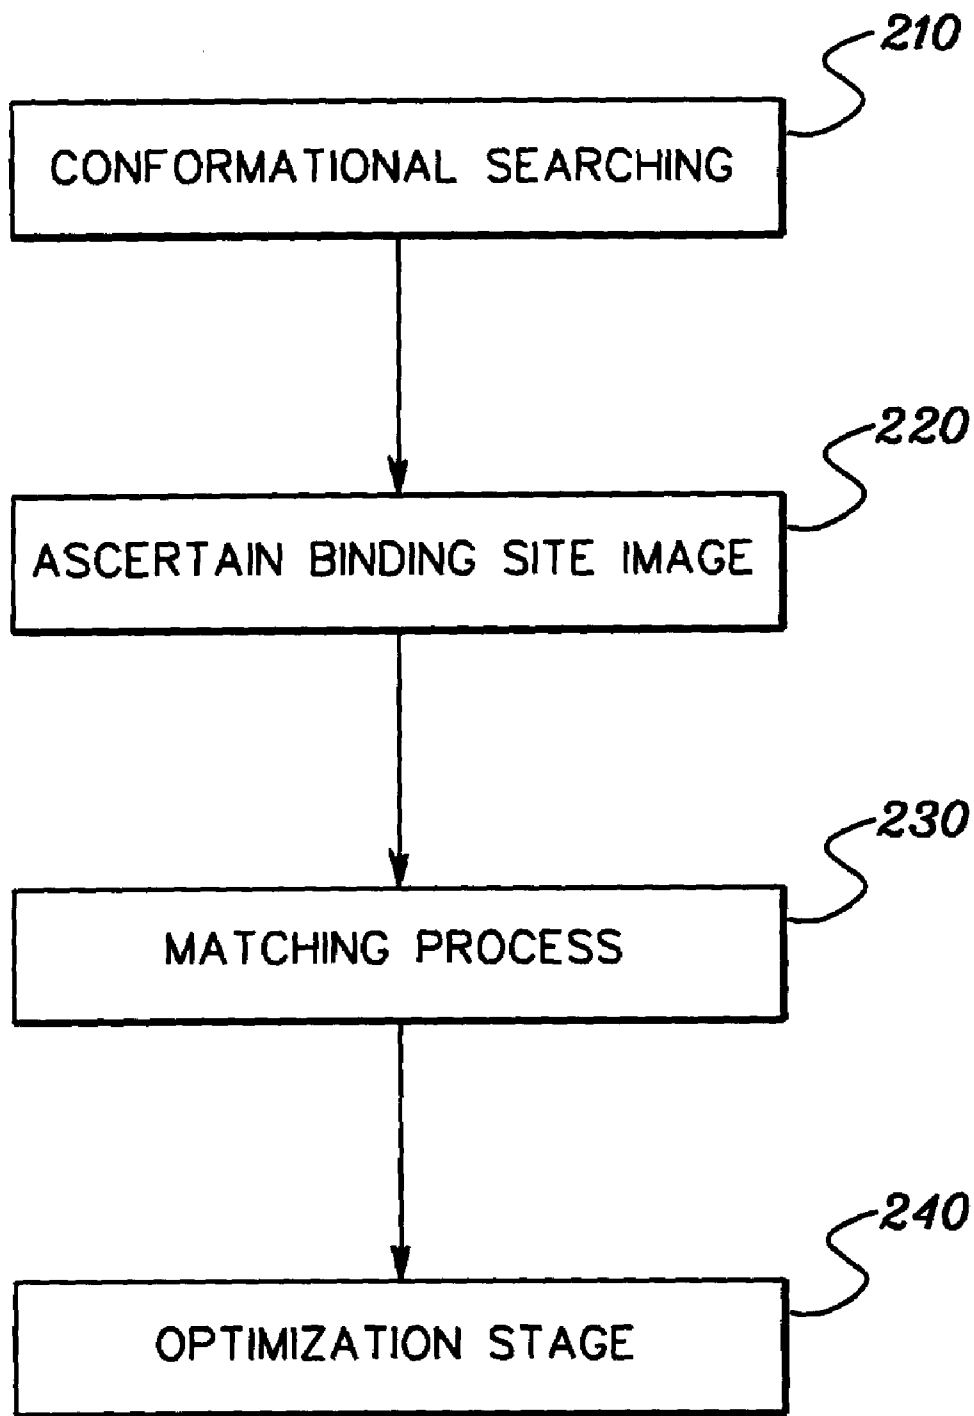 210
CONFORMATIONAL SEARCHING
220
ASCERTAIN BINDING SITE IMAGE
230
MATCHING PROCESS
240
OPTIMIZATION STAGE